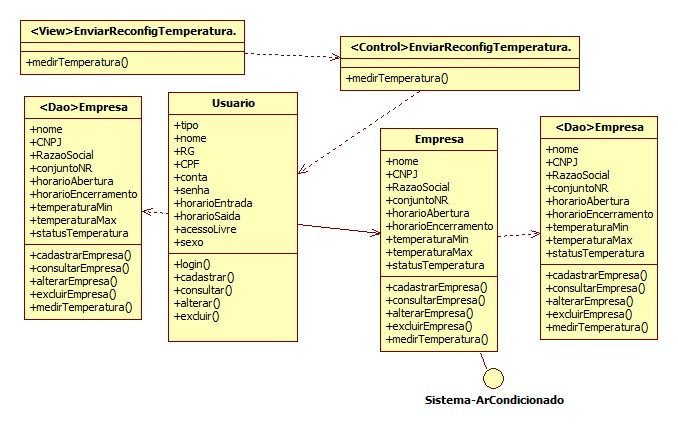 <View>EnviarReconfigTemperatura.
+medirTemperatura()
<Control>EnviarReconfigTemperatura.
+medirTemperatura()
<Dao>Empresa
+nome
+CNPJ
+RazaoSocial
+conjuntoNR
+horarioAbertura
+horarioEncerramento
+temperaturaMin
+temperaturaMax
+statusTemperatura
+cadastrarEmpresa()
+consultarEmpresa()
+alterarEmpresa()
+excluirEmpresa()
+medirTemperatura()
Usuario
+tipo
+nome
+RG
+CPF
+conta
+senha
+horarioEntrada
+horarioSaida
+acessoLivre
+sexo
+login()
+cadastrar()
+consultar()
+alterar()
+excluir()
Empresa
+nome
+CNPJ
+RazaoSocial
+conjuntoNR
+horarioAbertura
+horarioEncerramento
+temperaturaMin
+temperaturaMax
+statusTemperatura
+cadastrarEmpresa()
+consultarEmpresa()
+alterarEmpresa()
+excluirEmpresa()
+medirTemperatura()
<Dao>Empresa
+nome
+CNPJ
+RazaoSocial
+conjuntoNR
+horarioAbertura
+horarioEncerramento
+temperaturaMin
+temperaturaMax
+statusTemperatura
+cadastrarEmpresa()
+consultarEmpresa()
+alterarEmpresa()
+excluirEmpresa()
+medirTemperatura()
Sistema-ArCondicionado